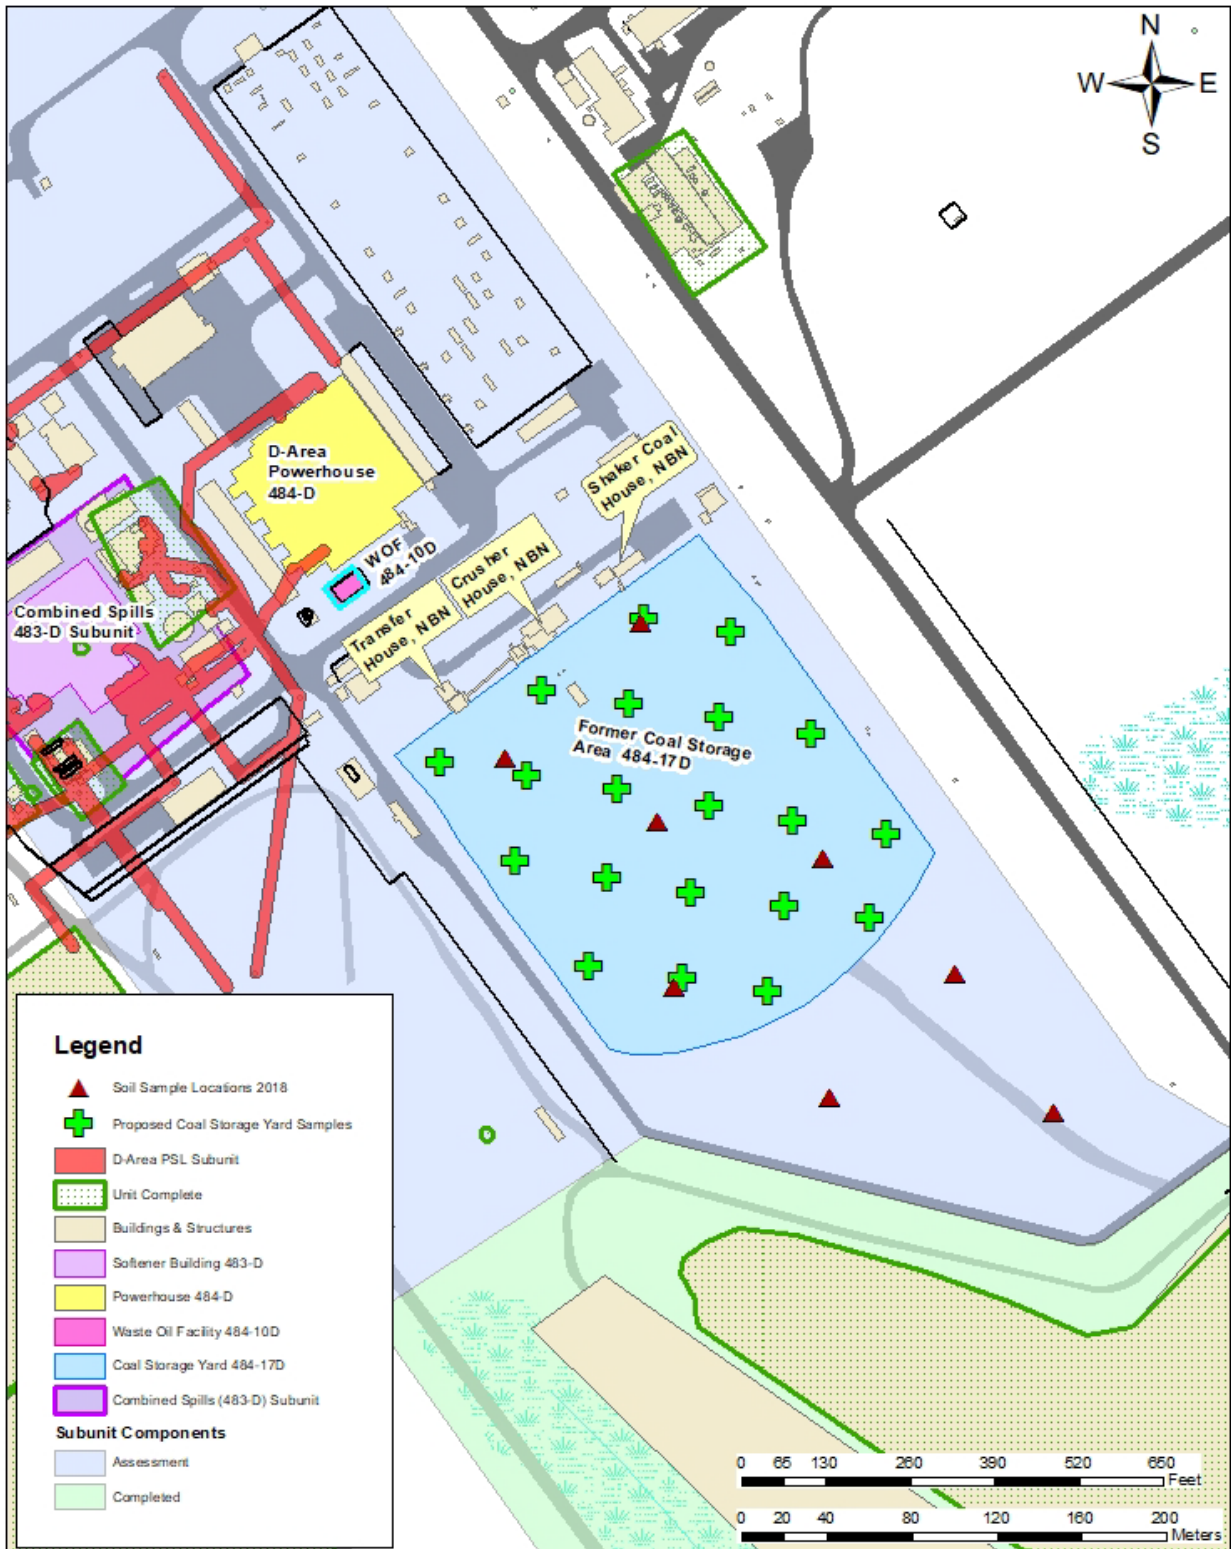 N
W E
S
D-Area
Powerhouse
484-D
Shaker Coal
House, NBN
WOF
484-10D
Crusher
House, NBN
Transfer
House, NBN
Combined Spills
483-D Subunit
Former Coal Storage
Area 484-17D
Legend
Soil Sample Locations 2018
Proposed Coal Storage Yard Samples
D-Area PSL Subunit
Unit Complete
Buildings & Structures
Softener Building 483-D
Powerhouse 484-D
Waste Oil Facility 484-10D
Coal Storage Yard 484-17D
Combined Spills (483-D) Subunit
Subunit Components
Assessment
Completed
0 65 130 260 390 520 650
Feet
0 20 40 80 120 160 200
Meters